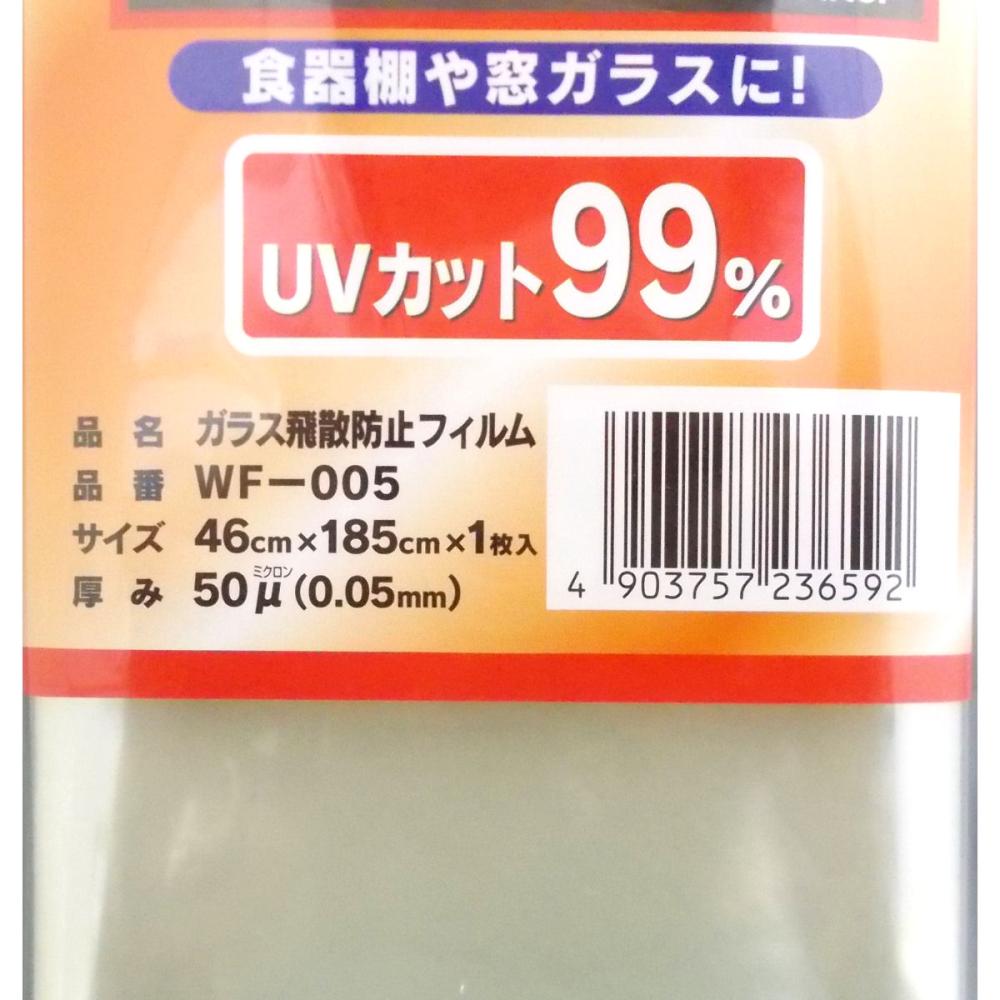 食器棚や窓ガラスに!
UVカット99%
品名 ガラス飛散防止フィルム
品番 WF−005
サイズ 46cm×185cm×1枚入
ミクロン
厚み 50μ(0.05mm)
4 903757 236592